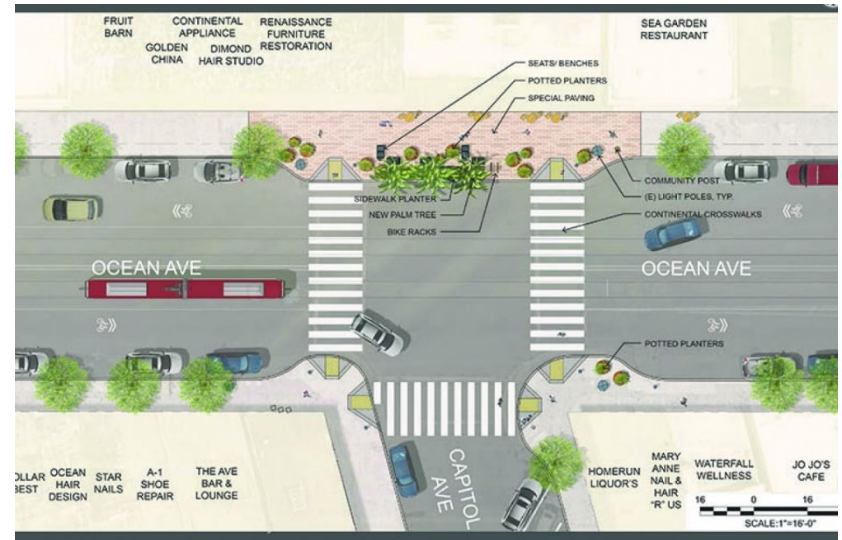 FRUIT
BARN
CONTINENTAL
APPLIANCE
RENAISSANCE
FURNITURE
RESTORATION
GOLDEN
CHINA
DIMOND
HAIR STUDIO
SEA GARDEN
RESTAURANT
SEATS/ BENCHES
POTTED PLANTERS
SPECIAL PAVING
COMMUNITY POST
(E) LIGHT POLES, TYP.
CONTINENTAL CROSSWALKS
SIDEWALK PLANTER
NEW PALM TREE
BIKE RACKS
OCEAN AVE
OCEAN AVE
POTTED PLANTERS
CAPITOL
AVE
OLLAR
BEST
OCEAN
HAIR
DESIGN
STAR
NAILS
A-1
SHOE
REPAIR
THE AVE
BAR &
LOUNGE
HOMERUN
LIQUOR'S
MARY
ANNE
NAIL &
HAIR
"R" US
WATERFALL
WELLNESS
JO JO'S
CAFE
16 0 16
SCALE:1"=16'-0"